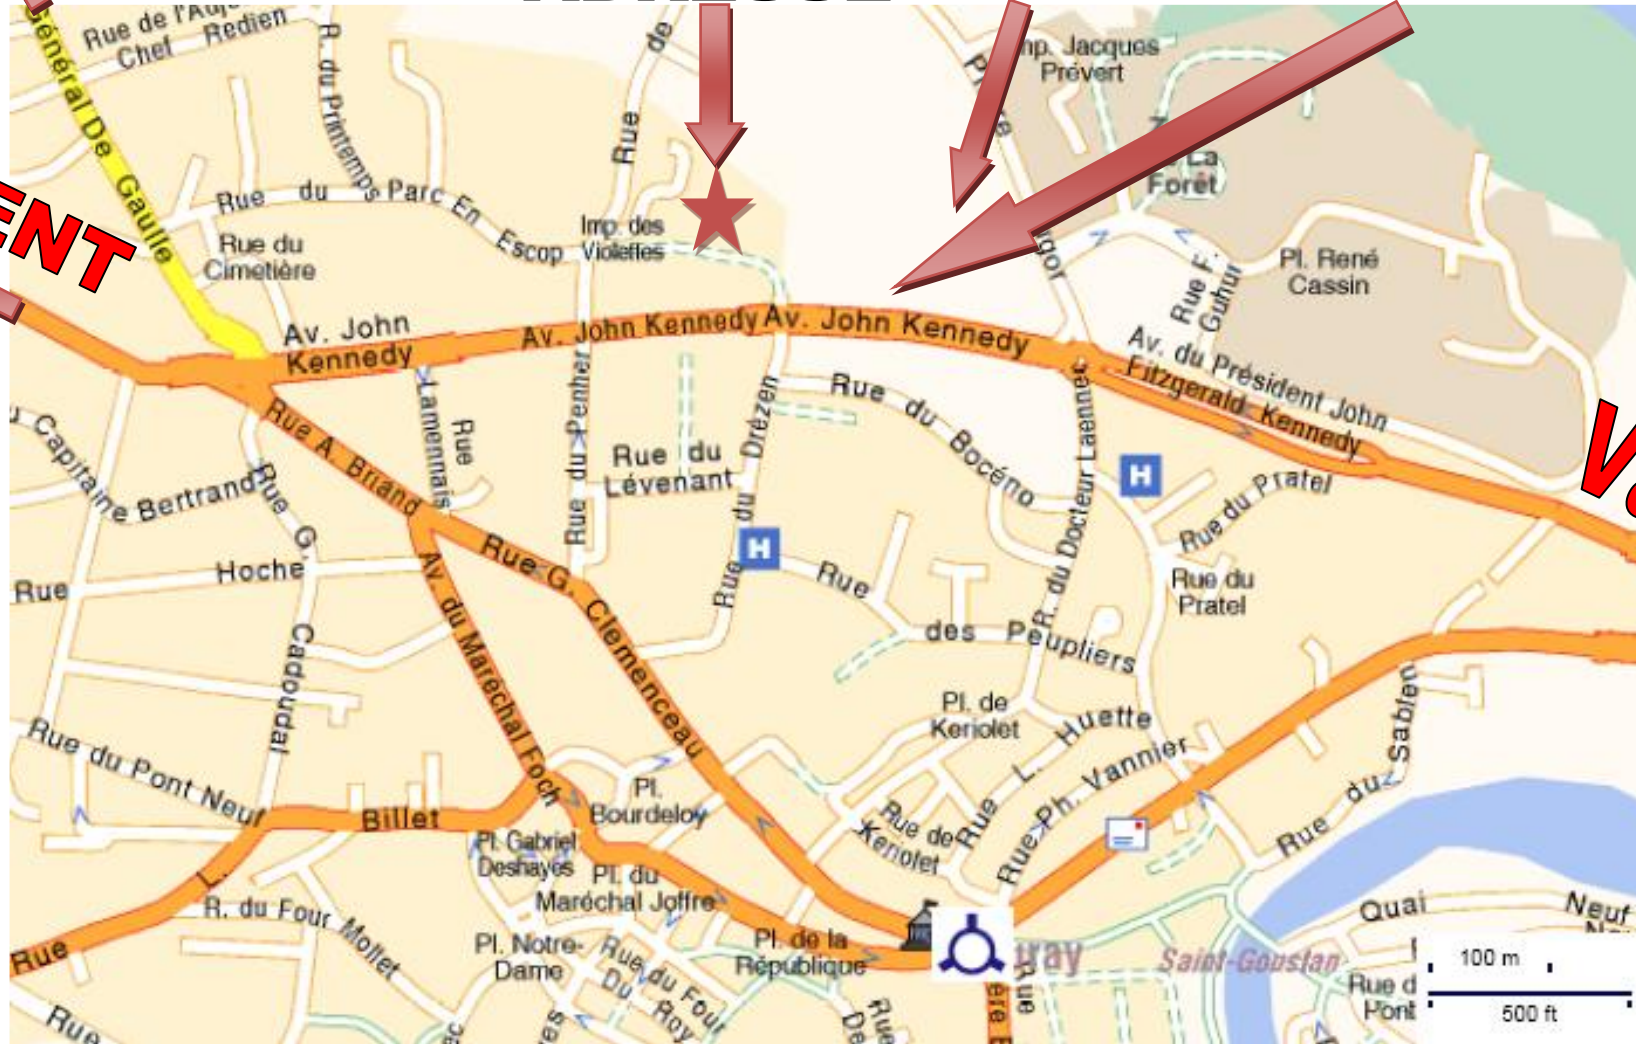 Rue de l'Aujo
Chef Redien
Général De Gaulle
R. du Printemps
Rue de
Imp. Jacques
Prévert
La
Forêt
ENT
Rue du Parc En Escop
Imp. des
Violettes
Rue du
Cimetière
Rue F.
Guhur
Pl. René
Cassin
Av. John
Kennedy
Av. John Kennedy
Av. John Kennedy
Av. du Président John
Fitzgerald Kennedy
Capitaine Bertrand
Rue A. Briand
Rue
Lamennais
Rue du Penher
Rue du
Lévenant
Rue du Drézen
Rue du Bocéno
R. du Docteur Laennec
H
Rue du Pratel
H
Rue Hoche
Rue G. Cadoudal
Av. du Maréchal Foch
Rue G. Clemenceau
Rue des Peupliers
Rue du
Pratel
Pl. de
Keriolet
Rue L. Huette
Rue Ph. Vannier
Rue du Sablen
Rue du Pont Neuf
Rue L. Billet
Pl.
Bourdeloy
Pl. Gabriel
Deshayes
Pl. du
Maréchal Joffre
Rue de
Keriolet
R. du Four Mollet
Pl. Notre-
Dame
Rue du Four
Du Roy
Pl. de la
République
Rue
Rue
Rue
uray
Saint-Goustan
Quai
Neuf
Rue d
Pont
100 m
500 ft